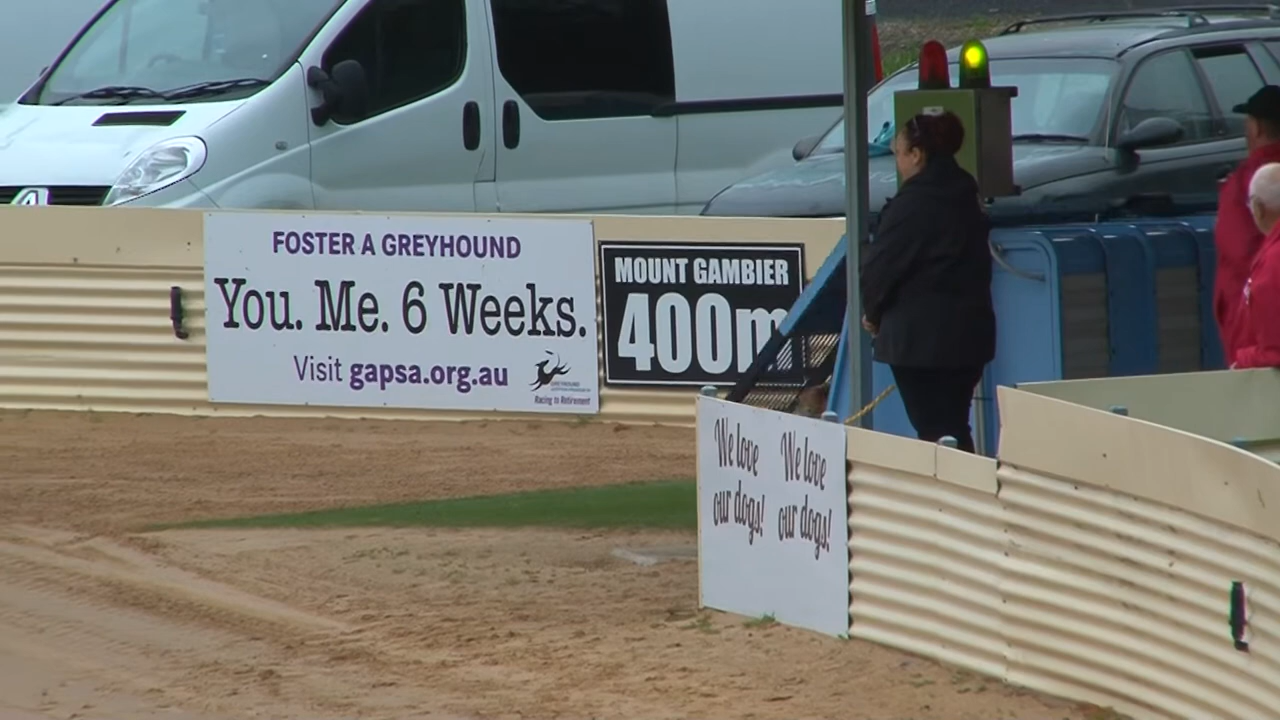 FOSTER A GREYHOUND
You. Me. 6 Weeks.
Visit gapsa.org.au
GREYHOUND
Racing to Retirement
MOUNT GAMBIER
400m
We love
our dogs!
We love
our dogs!